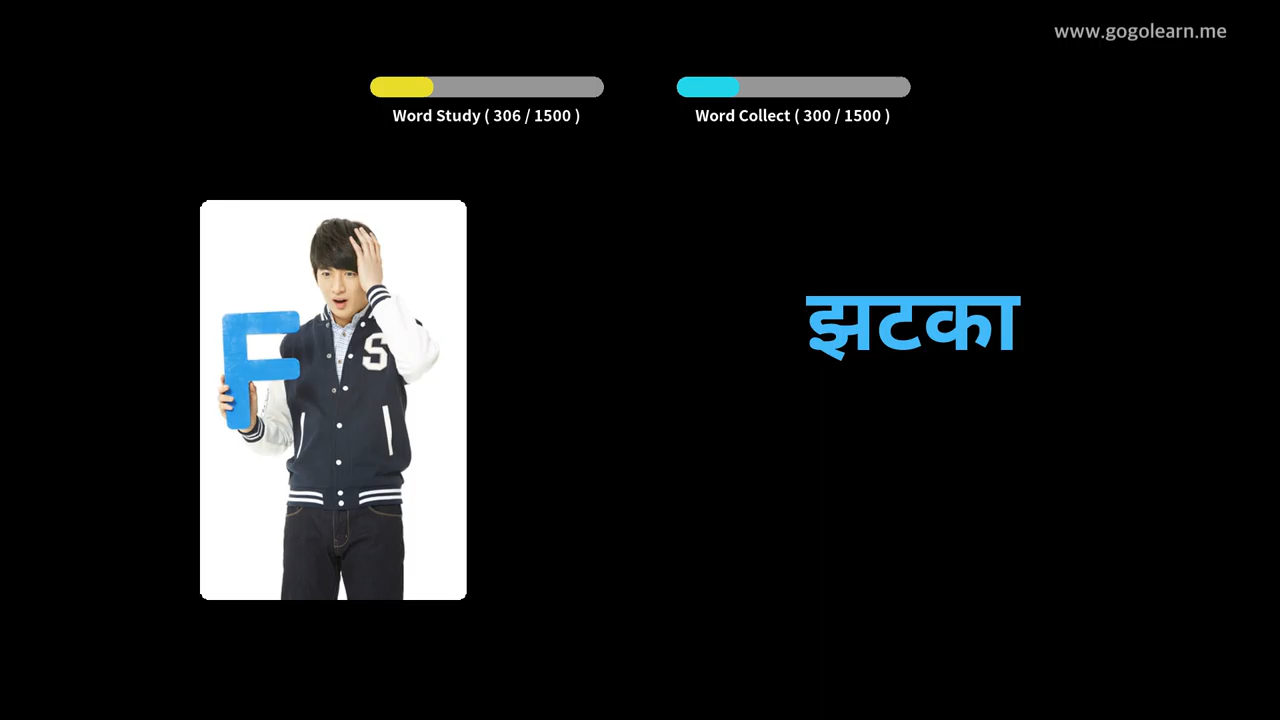 www.gogolearn.me
Word Study ( 306 / 1500 )
Word Collect ( 300 / 1500 )
F
S
झटका